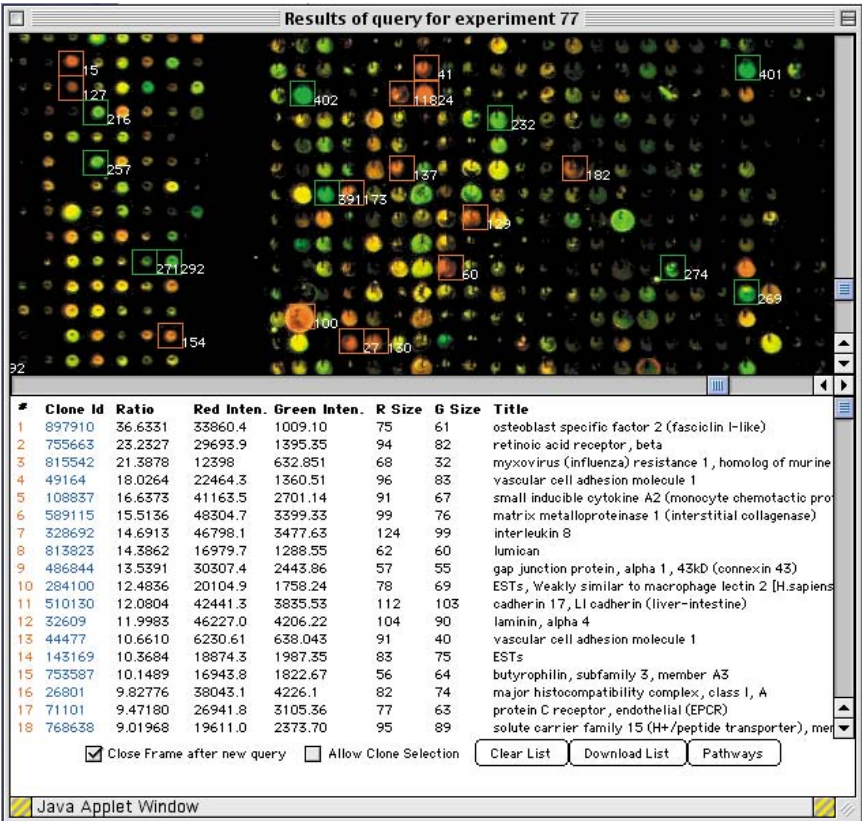 Results of query for experiment 77
15
41
401
127
402
11824
216
232
257
137
182
391173
129
271292
60
274
269
100
154
27 130
92
# Clone Id Ratio Red Inten. Green Inten. R Size G Size Title
1 897910 36.6331 33860.4 1009.10 75 61 osteoblast specific factor 2 (fasciclin I-like)
2 755663 23.2327 29693.9 1395.35 94 82 retinoic acid receptor, beta
3 815542 21.3878 12398 632.851 68 32 myxovirus (influenza) resistance 1, homolog of murine
4 49164 18.0264 22464.3 1360.51 96 83 vascular cell adhesion molecule 1
5 108837 16.6373 41163.5 2701.14 91 67 small inducible cytokine A2 (monocyte chemotactic pro
6 589115 15.5136 48304.7 3399.33 99 76 matrix metalloproteinase 1 (interstitial collagenase)
7 328692 14.6913 46798.1 3477.63 124 99 interleukin 8
8 813823 14.3862 16979.7 1288.55 62 60 lumican
9 486844 13.5391 30307.4 2443.86 57 55 gap junction protein, alpha 1, 43kD (connexin 43)
10 284100 12.4836 20104.9 1758.24 78 69 ESTs, Weakly similar to macrophage lectin 2 [H.sapiens
11 510130 12.0804 42441.3 3835.53 112 103 cadherin 17, LI cadherin (liver-intestine)
12 32609 11.9983 46227.0 4206.22 104 90 laminin, alpha 4
13 44477 10.6610 6230.61 638.043 91 40 vascular cell adhesion molecule 1
14 143169 10.3684 18874.3 1987.35 83 75 ESTs
15 753587 10.1489 16943.8 1822.67 56 64 butyrophilin, subfamily 3, member A3
16 26801 9.82776 38043.1 4226.1 82 74 major histocompatibility complex, class I, A
17 71101 9.47180 26941.8 3105.36 77 63 protein C receptor, endothelial (EPCR)
18 768638 9.01968 19611.0 2373.70 95 89 solute carrier family 15 (H+/peptide transporter), mer
Close Frame after new query Allow Clone Selection Clear List Download List Pathways
Java Applet Window